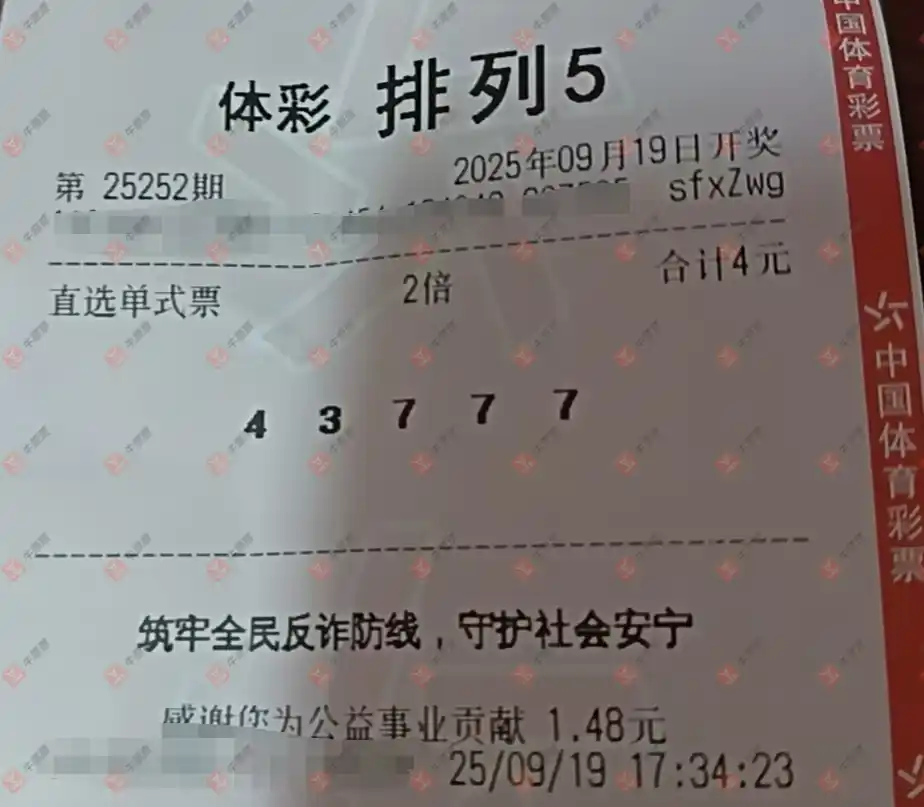 体彩 排列5
第 25252期 2025年09月19日开奖
sfxZwg
直选单式票 2倍 合计4元
4 3 7 7 7
筑牢全民反诈防线，守护社会安宁
感谢您为公益事业贡献 1.48元
25/09/19 17:34:23
中国体育彩票
中国体育彩票